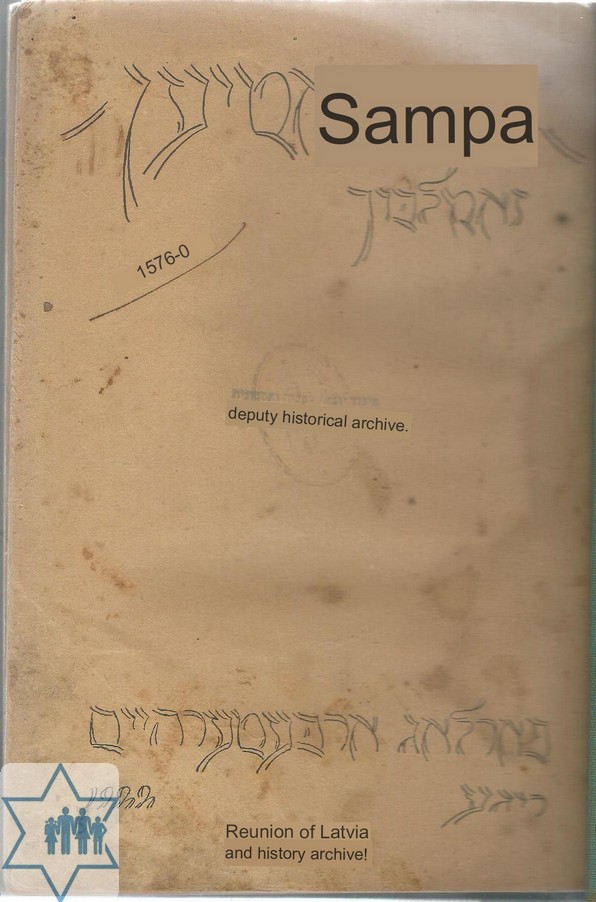 Sampa
זאמלבוך
1576-0
deputy historical archive.
פארלאג ארבעטערהיים
ריגע
Reunion of Latvia
and history archive!